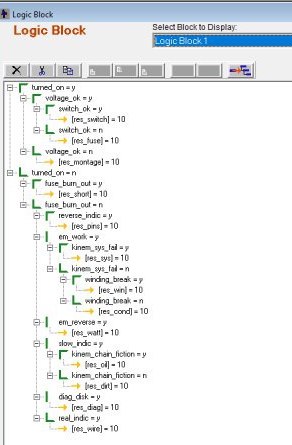 Logic Block
Logic Block
Select Block to Display:
Logic Block 1
turned_on = y
voltage_ok = y
switch_ok = y
[res_switch] = 10
switch_ok = n
[res_fuse] = 10
voltage_ok = n
[res_montage] = 10
turned_on = n
fuse_burn_out = y
[res_short] = 10
fuse_burn_out = n
reverse_indic = y
[res_pins] = 10
em_work = y
kinem_sys_fail = y
[res_sys] = 10
kinem_sys_fail = n
winding_break = y
[res_win] = 10
winding_break = n
[res_cond] = 10
em_reverse = y
[res_watt] = 10
slow_indic = y
kinem_chain_fiction = y
[res_oil] = 10
kinem_chain_fiction = n
[res_dirt] = 10
diag_disk = y
[res_diag] = 10
real_indic = y
[res_wire] = 10